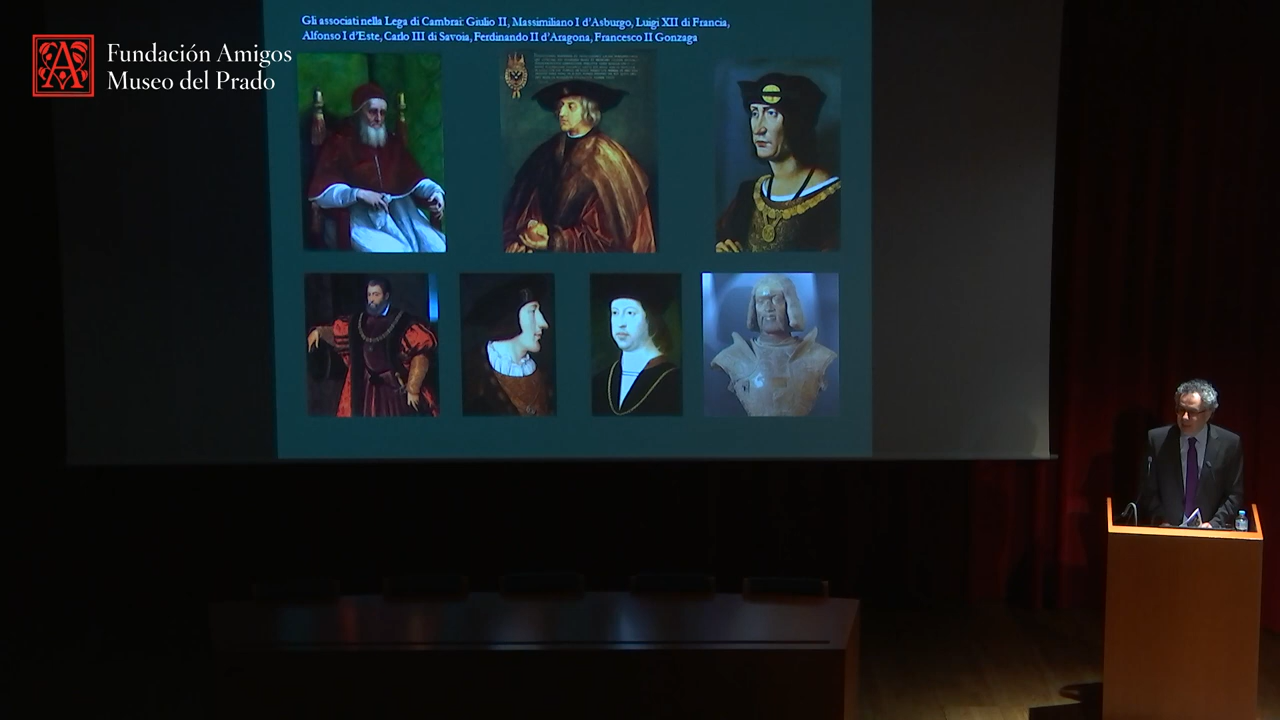 Gli associati nella Lega di Cambrai: Giulio II, Massimiliano I d'Asburgo, Luigi XII di Francia,
Alfonso I d'Este, Carlo III di Savoia, Ferdinando II d'Aragona, Francesco II Gonzaga
Fundación Amigos
Museo del Prado